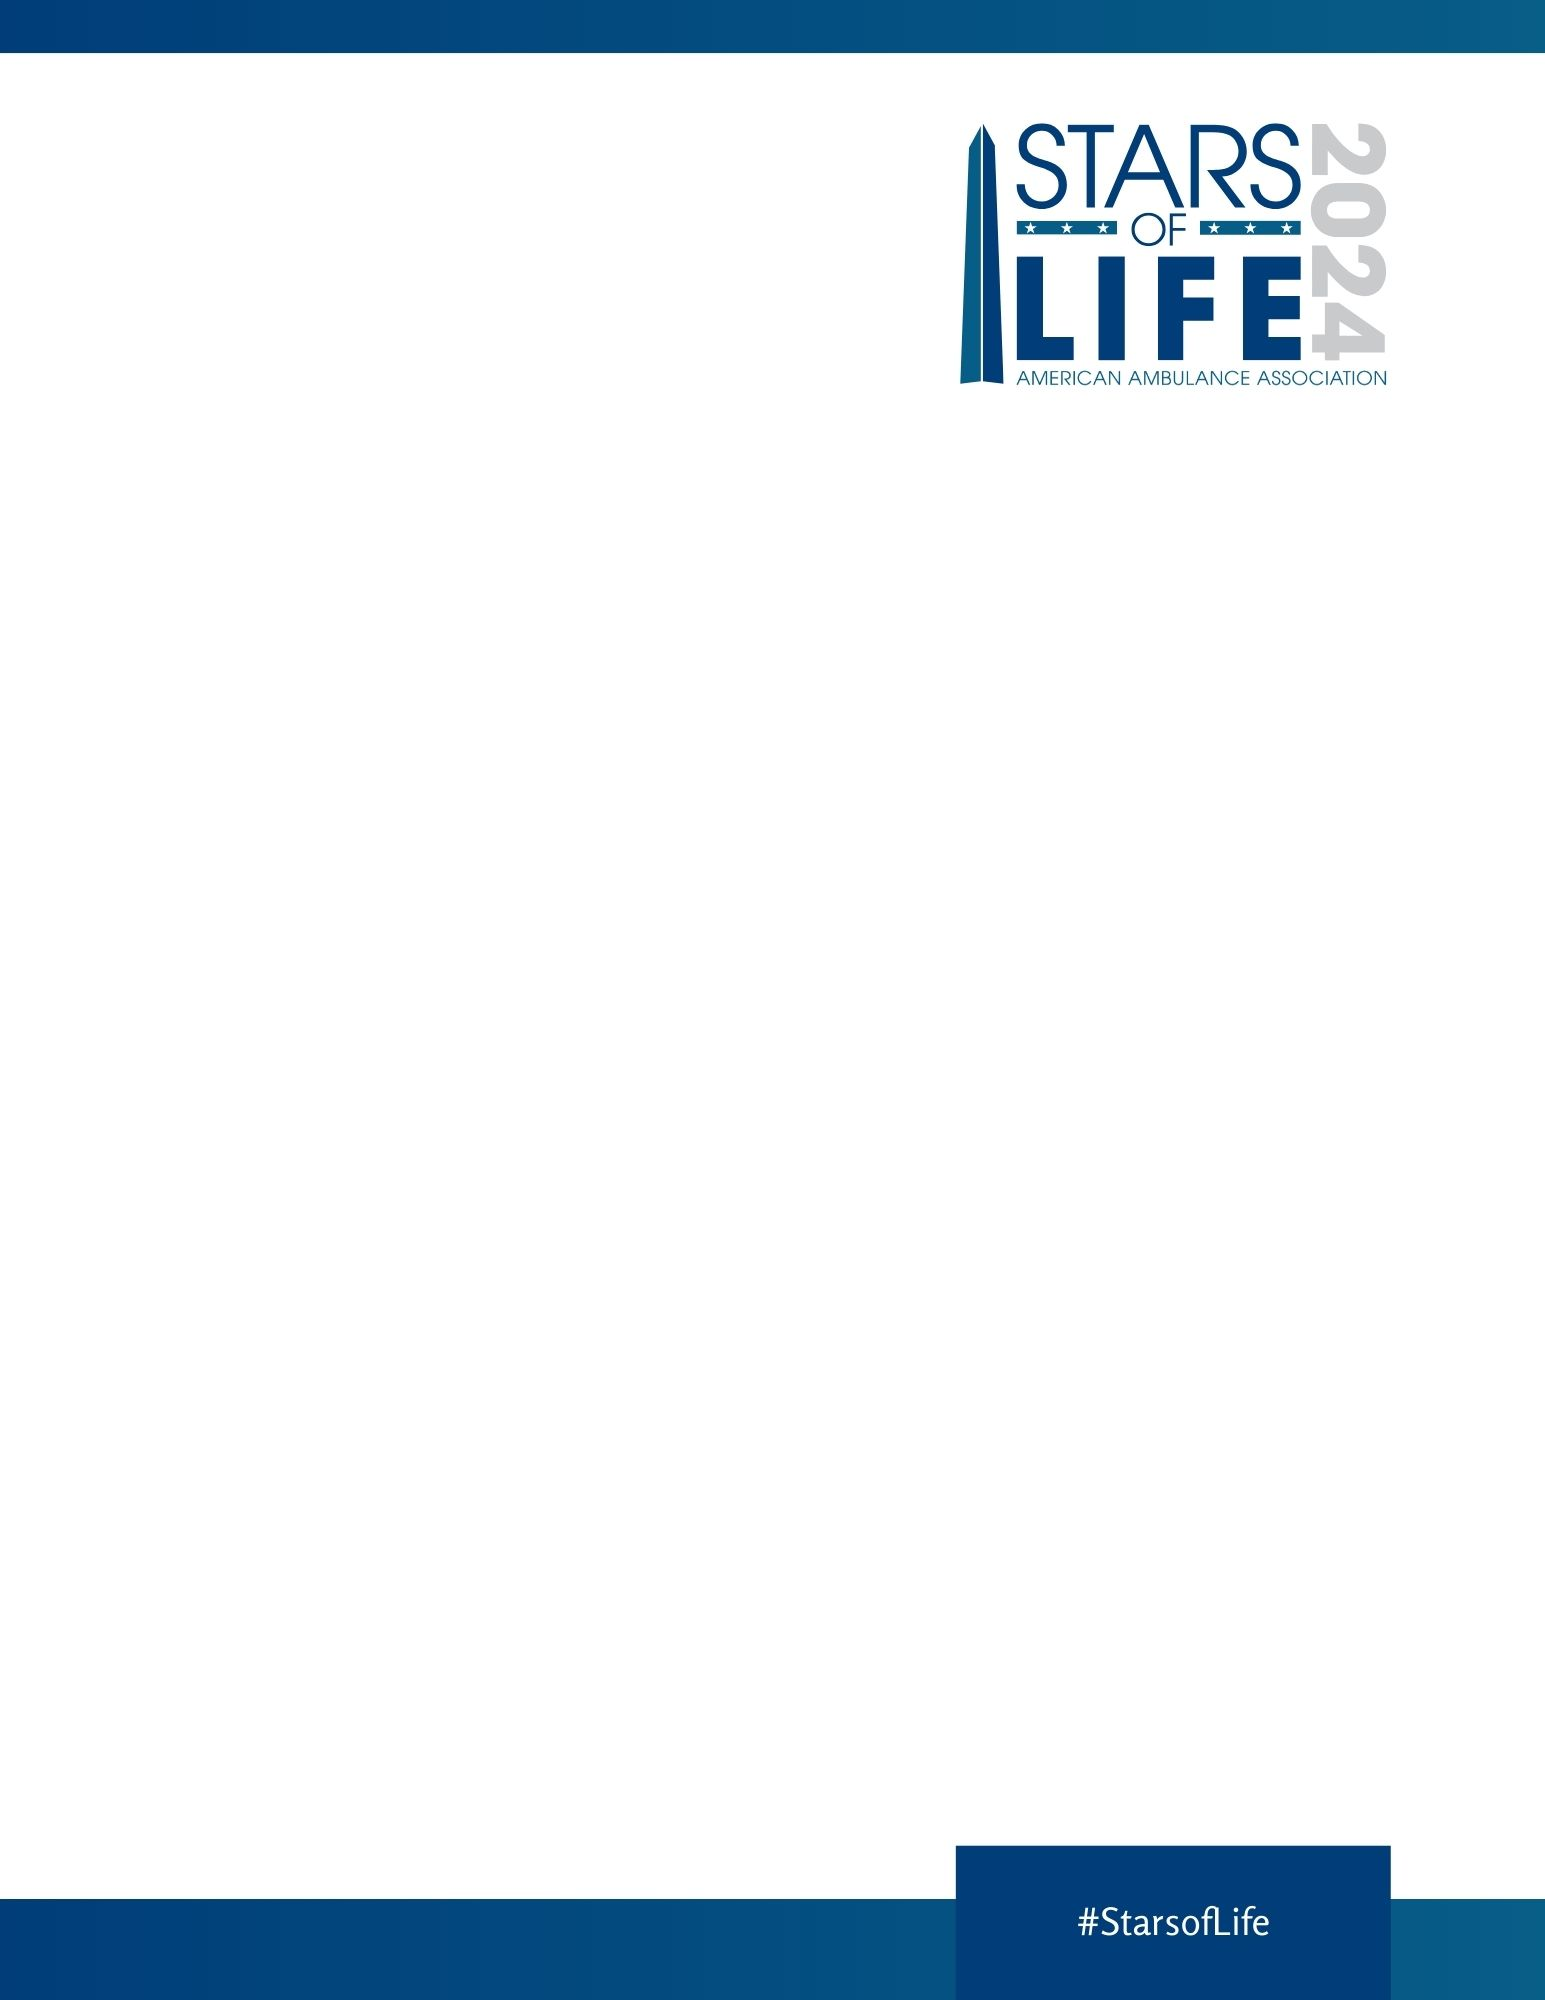 STARS
OF
LIFE
2024
AMERICAN AMBULANCE ASSOCIATION
#StarsofLife